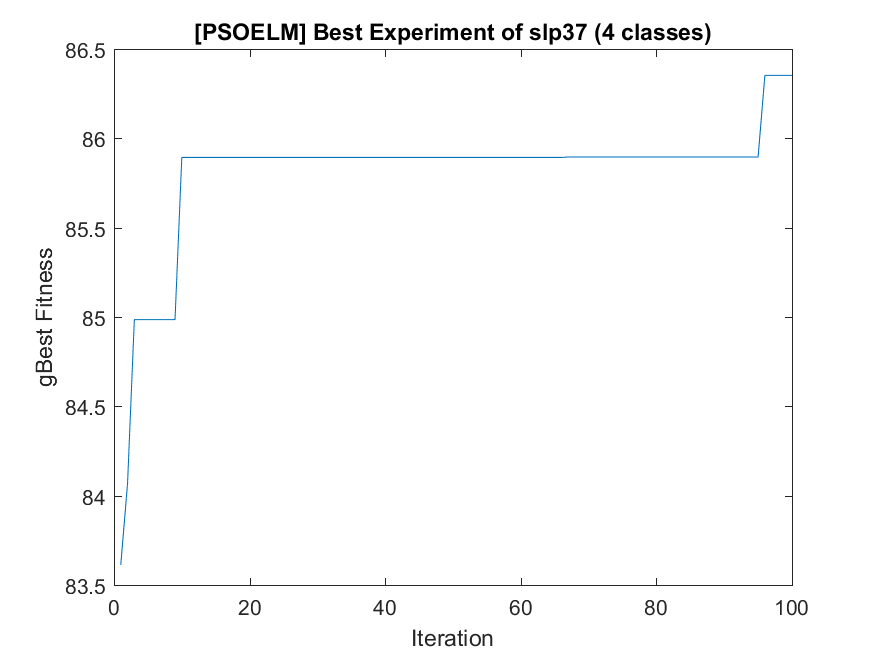 [PSOELM] Best Experiment of slp37 (4 classes)
86.5
86
85.5
85
84.5
84
83.5
gBest Fitness
0 20 40 60 80 100
Iteration